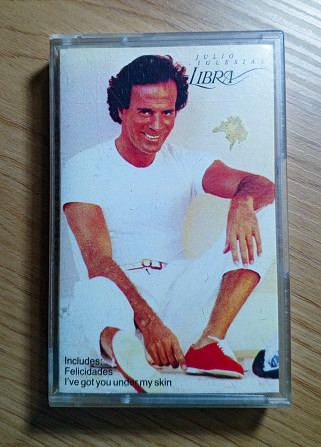 JULIO
IGLESIAS
LIBRA
Includes:
Felicidades
I've got you under my skin